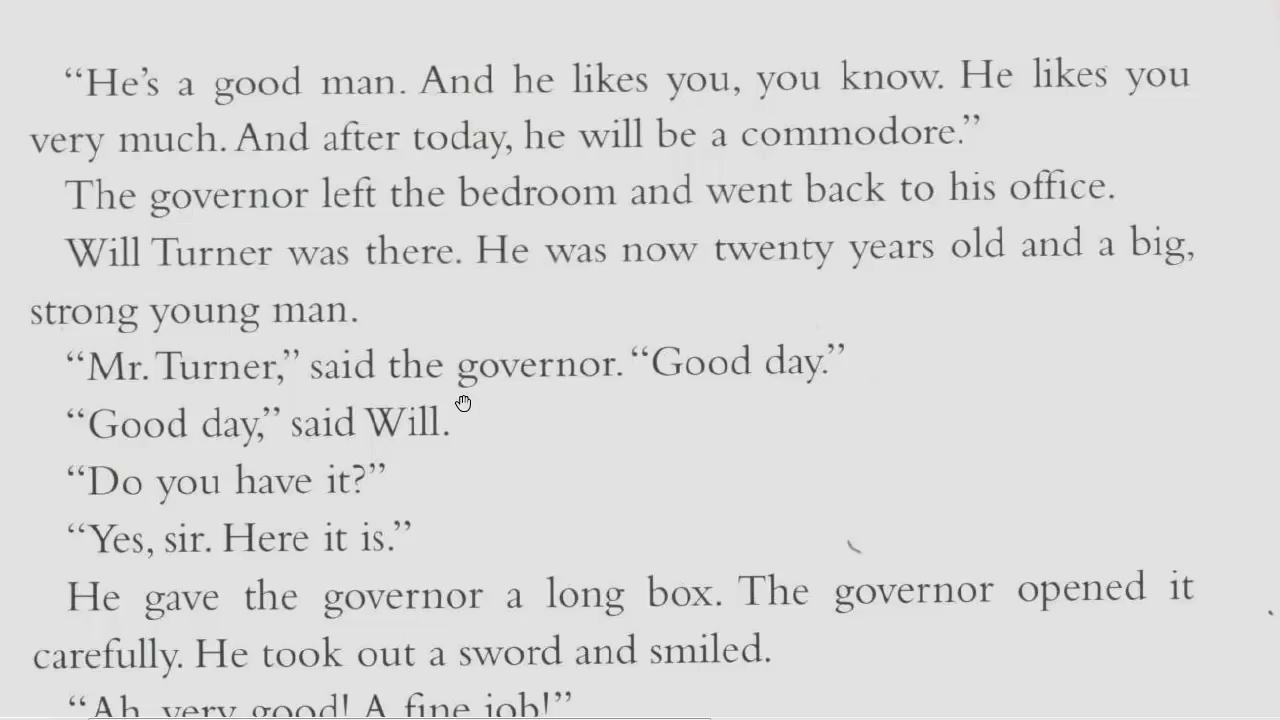 “He’s a good man. And he likes you, you know. He likes you
very much. And after today, he will be a commodore.”
The governor left the bedroom and went back to his office.
Will Turner was there. He was now twenty years old and a big,
strong young man.
“Mr. Turner,” said the governor. “Good day.”
“Good day,” said Will.
“Do you have it?”
“Yes, sir. Here it is.”
He gave the governor a long box. The governor opened it
carefully. He took out a sword and smiled.
“Ah, very good! A fine job!”